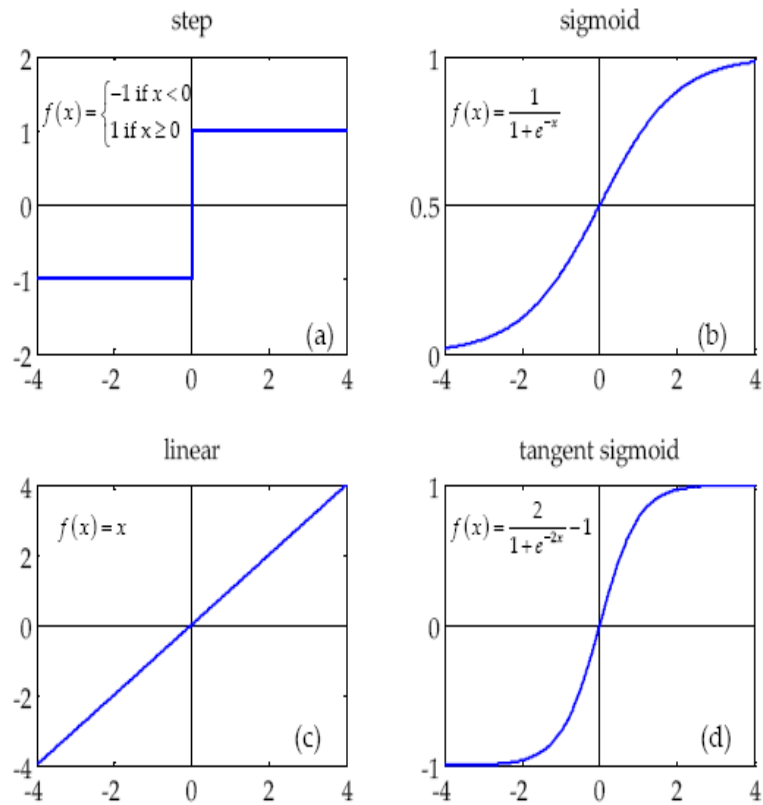 step
2
1
0
-1
-2
-4 -2 0 2 4
f(x)= {−1 if x<0
1 if x≥0
(a)
sigmoid
1
0.5
0
-4 -2 0 2 4
f(x)= 1
1+e^−x
(b)
linear
4
2
0
-2
-4
-4 -2 0 2 4
f(x)=x
(c)
tangent sigmoid
1
0
-1
-4 -2 0 2 4
f(x)= 2 −1
1+e^−2x
(d)